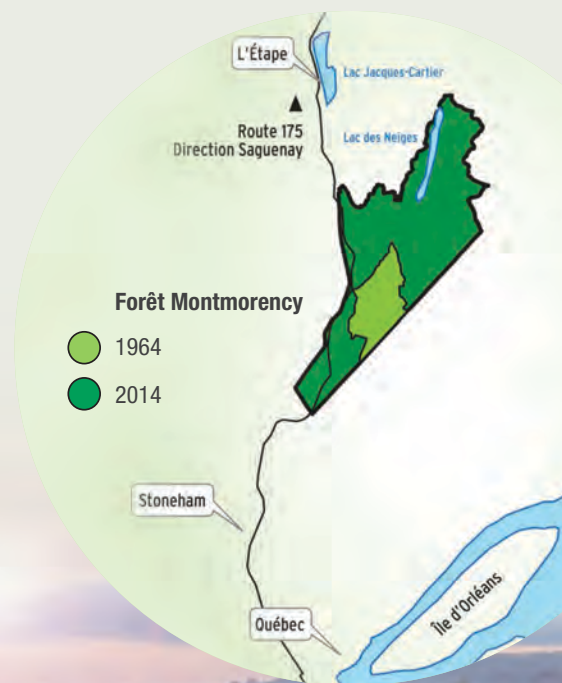 L'Étape
Lac Jacques-Cartier
Route 175
Direction Saguenay
Lac des Neiges
Forêt Montmorency
1964
2014
Stoneham
Québec
Île d'Orléans